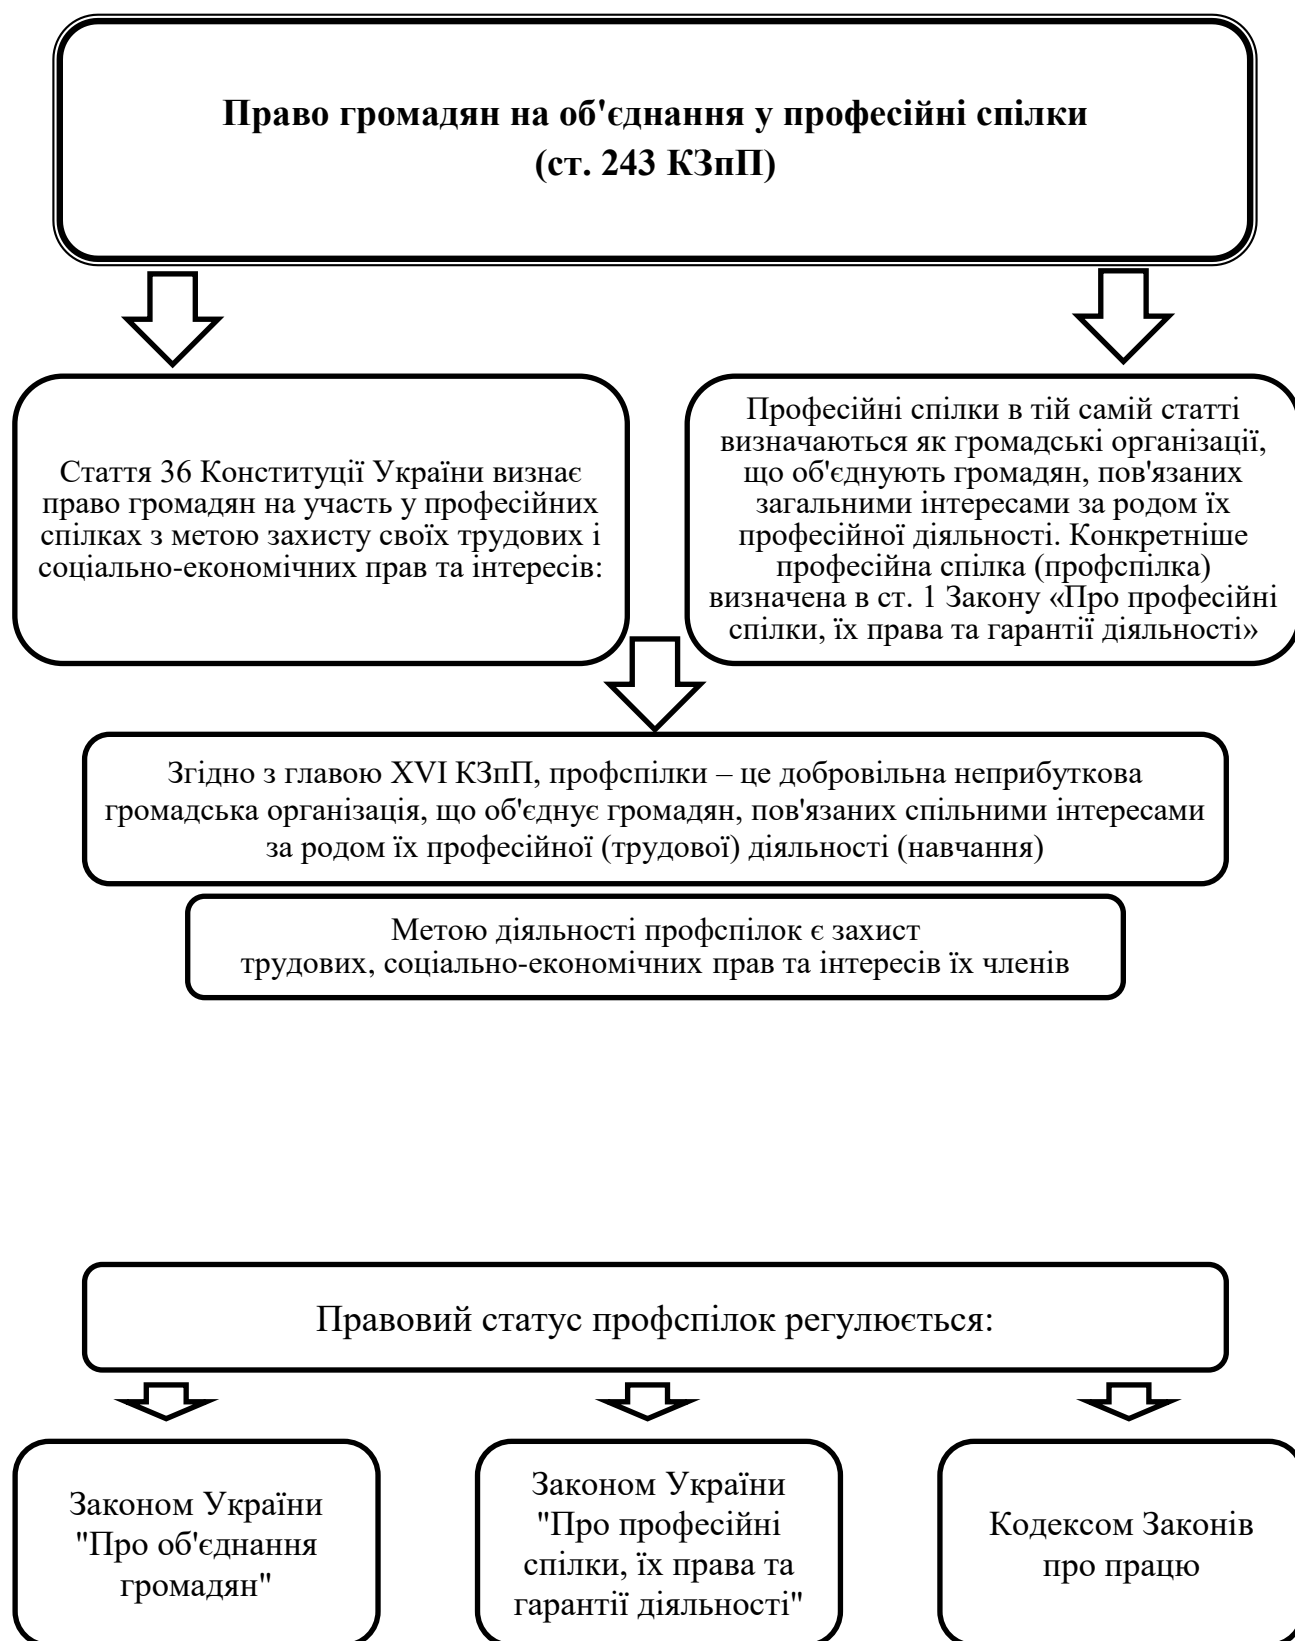 Право громадян на об'єднання у професійні спілки
(ст. 243 КЗпП)
Стаття 36 Конституції України визнає
право громадян на участь у професійних
спілках з метою захисту своїх трудових і
соціально-економічних прав та інтересів:
Професійні спілки в тій самій статті
визначаються як громадські організації,
що об'єднують громадян, пов'язаних
загальними інтересами за родом їх
професійної діяльності. Конкретніше
професійна спілка (профспілка)
визначена в ст. 1 Закону «Про професійні
спілки, їх права та гарантії діяльності»
Згідно з главою XVI КЗпП, профспілки – це добровільна неприбуткова
громадська організація, що об'єднує громадян, пов'язаних спільними інтересами
за родом їх професійної (трудової) діяльності (навчання)
Метою діяльності профспілок є захист
трудових, соціально-економічних прав та інтересів їх членів
Правовий статус профспілок регулюється:
Законом України
"Про об'єднання
громадян"
Законом України
"Про професійні
спілки, їх права та
гарантії діяльності"
Кодексом Законів
про працю